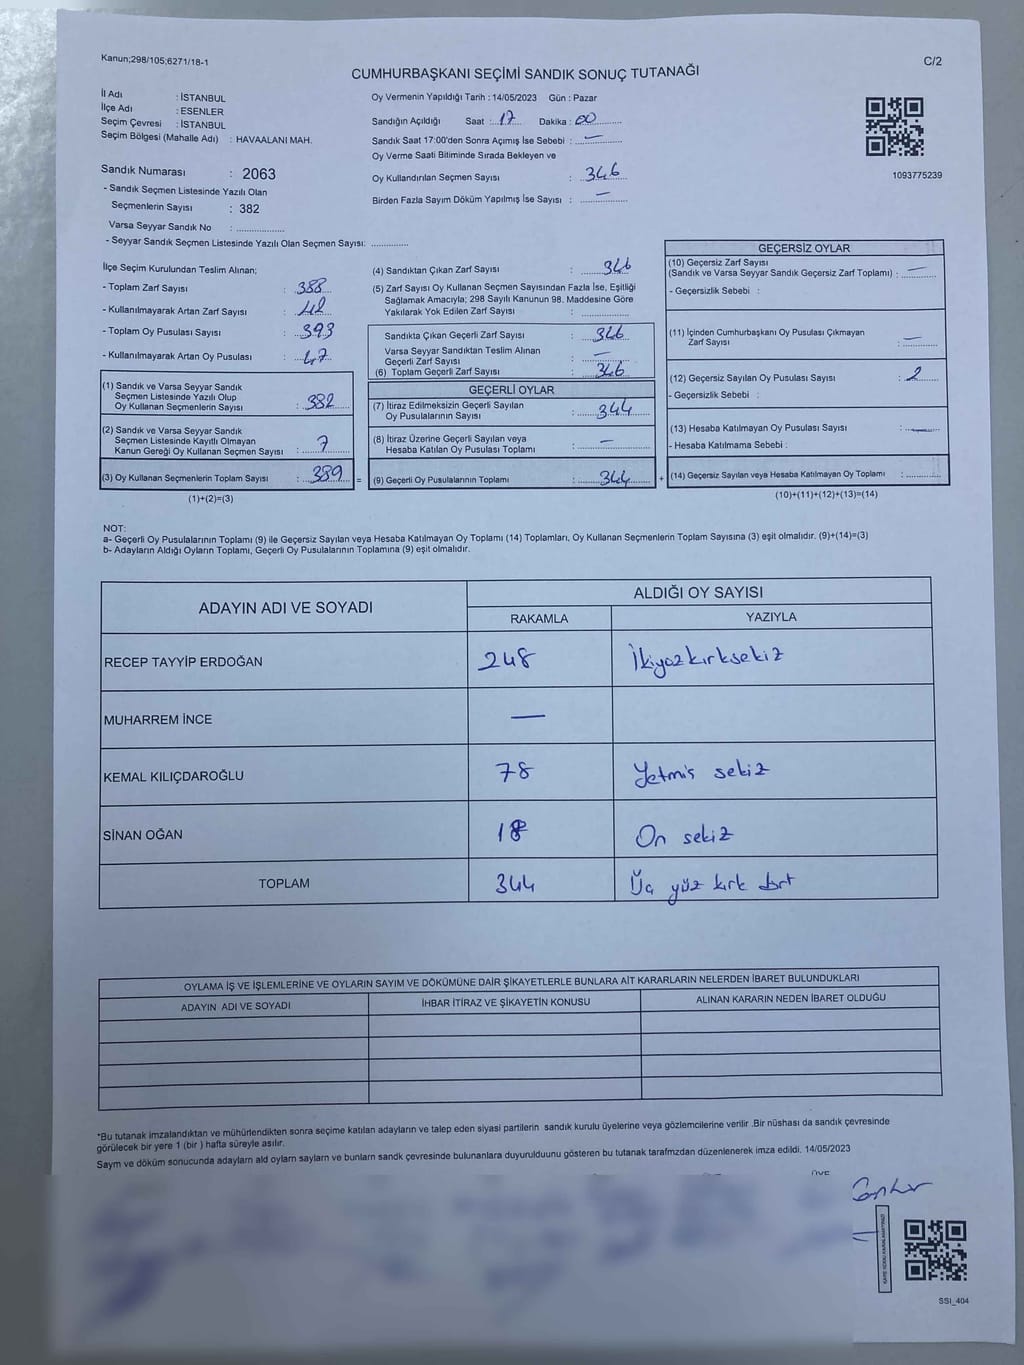 Kanun;298/105;6271/18-1
C/2
CUMHURBAŞKANI SEÇİMİ SANDIK SONUÇ TUTANAĞI
İl Adı : İSTANBUL
İlçe Adı : ESENLER
Seçim Çevresi : İSTANBUL
Seçim Bölgesi (Mahalle Adı) : HAVAALANI MAH.
Sandık Numarası : 2063
- Sandık Seçmen Listesinde Yazılı Olan
Seçmenlerin Sayısı : 382
Varsa Seyyar Sandık No : ..............
- Seyyar Sandık Seçmen Listesinde Yazılı Olan Seçmen Sayısı: ............
Oy Vermenin Yapıldığı Tarih : 14/05/2023 Gün : Pazar
Sandığın Açıldığı Saat : 17 Dakika : 00
Sandık Saat 17:00'den Sonra Açımış İse Sebebi : —
Oy Verme Saati Bitiminde Sırada Bekleyen ve
Oy Kullandırılan Seçmen Sayısı : 346
Birden Fazla Sayım Döküm Yapılmış İse Sayısı : —
1093775239
İlçe Seçim Kurulundan Teslim Alınan;
- Toplam Zarf Sayısı : 388
- Kullanılmayarak Artan Zarf Sayısı : 42
- Toplam Oy Pusulası Sayısı : 393
- Kullanılmayarak Artan Oy Pusulası : 47
(1) Sandık ve Varsa Seyyar Sandık
Seçmen Listesinde Yazılı Olup
Oy Kullanan Seçmenlerin Sayısı : 382
(2) Sandık ve Varsa Seyyar Sandık
Seçmen Listesinde Kayıtlı Olmayan
Kanun Gereği Oy Kullanan Seçmen Sayısı : 7
(3) Oy Kullanan Seçmenlerin Toplam Sayısı : 389 =
(1)+(2)=(3)
(4) Sandıktan Çıkan Zarf Sayısı : 346
(5) Zarf Sayısı Oy Kullanan Seçmen Sayısından Fazla İse, Eşitliği
Sağlamak Amacıyla; 298 Sayılı Kanunun 98. Maddesine Göre
Yakılarak Yok Edilen Zarf Sayısı : ..............
Sandıkta Çıkan Geçerli Zarf Sayısı : 346
Varsa Seyyar Sandıktan Teslim Alınan
Geçerli Zarf Sayısı : —
(6) Toplam Geçerli Zarf Sayısı : 346
GEÇERLİ OYLAR
(7) İtiraz Edilmeksizin Geçerli Sayılan
Oy Pusulalarının Sayısı : 344
(8) İtiraz Üzerine Geçerli Sayılan veya
Hesaba Katılan Oy Pusulası Toplamı : —
(9) Geçerli Oy Pusulalarının Toplamı : 344 +
GEÇERSİZ OYLAR
(10) Geçersiz Zarf Sayısı
(Sandık ve Varsa Seyyar Sandık Geçersiz Zarf Toplamı) : —
- Geçersizlik Sebebi :
(11) İçinden Cumhurbaşkanı Oy Pusulası Çıkmayan
Zarf Sayısı : —
(12) Geçersiz Sayılan Oy Pusulası Sayısı : 2
- Geçersizlik Sebebi :
(13) Hesaba Katılmayan Oy Pusulası Sayısı : —
- Hesaba Katılmama Sebebi :
(14) Geçersiz Sayılan veya Hesaba Katılmayan Oy Toplamı : ...........
(10)+(11)+(12)+(13)=(14)
NOT:
a- Geçerli Oy Pusulalarının Toplamı (9) ile Geçersiz Sayılan veya Hesaba Katılmayan Oy Toplamı (14) Toplamları, Oy Kullanan Seçmenlerin Toplam Sayısına (3) eşit olmalıdır. (9)+(14)=(3)
b- Adayların Aldığı Oyların Toplamı, Geçerli Oy Pusulalarının Toplamına (9) eşit olmalıdır.
ADAYIN ADI VE SOYADI
ALDIĞI OY SAYISI
RAKAMLA YAZIYLA
RECEP TAYYİP ERDOĞAN 248 İkiyüzkırksekiz
MUHARREM İNCE —
KEMAL KILIÇDAROĞLU 78 Yetmis sekiz
SİNAN OĞAN 18 On sekiz
TOPLAM 344 Üç yüz kırk dört
OYLAMA İŞ VE İŞLEMLERİNE VE OYLARIN SAYIM VE DÖKÜMÜNE DAİR ŞİKAYETLERLE BUNLARA AİT KARARLARIN NELERDEN İBARET BULUNDUKLARI
ADAYIN ADI VE SOYADI İHBAR İTİRAZ VE ŞİKAYETİN KONUSU ALINAN KARARIN NEDEN İBARET OLDUĞU
*Bu tutanak imzalandıktan ve mühürlendikten sonra seçime katılan adayların ve talep eden siyasi partilerin sandık kurulu üyelerine veya gözlemcilerine verilir .Bir nüshası da sandık çevresinde
görülecek bir yere 1 (bir ) hafta süreyle asılır.
Saym ve döküm sonucunda adaylarn ald oylarn saylarn ve bunlarn sandk çevresinde bulunanlara duyurulduunu gösteren bu tutanak tarafmzdan düzenlenerek imza edildi. 14/05/2023
SSI_404